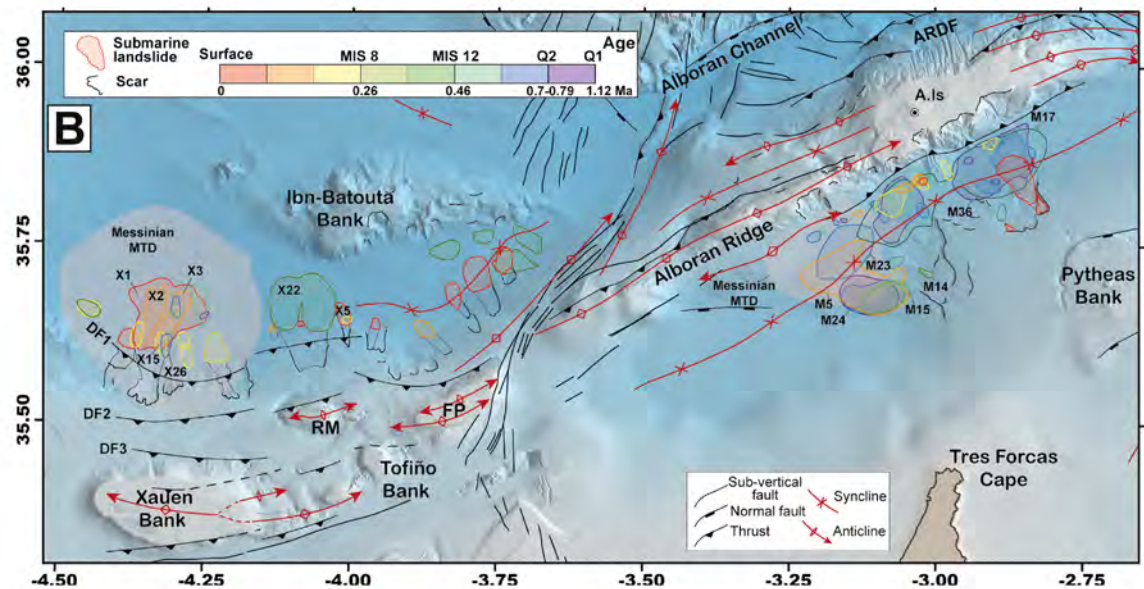 B
Submarine
landslide
Scar
Surface MIS 8 MIS 12 Q2 Q1 Age
0 0.26 0.46 0.7-0.79 1.12 Ma
Alboran Channel
ARDF
A.Is
M17
Ibn-Batouta
Bank
Messinian
MTD
X1
X3
X2
X22
X5
DF1
X15
X26
Alboran Ridge
M36
Messinian
MTD
M23
M14
M5
M15
M24
Pytheas
Bank
DF2
RM
FP
DF3
Tofiño
Bank
Xauen
Bank
Tres Forcas
Cape
Sub-vertical
fault
Normal fault
Thrust
Syncline
Anticline
36.00
35.75
35.50
-4.50 -4.25 -4.00 -3.75 -3.50 -3.25 -3.00 -2.75